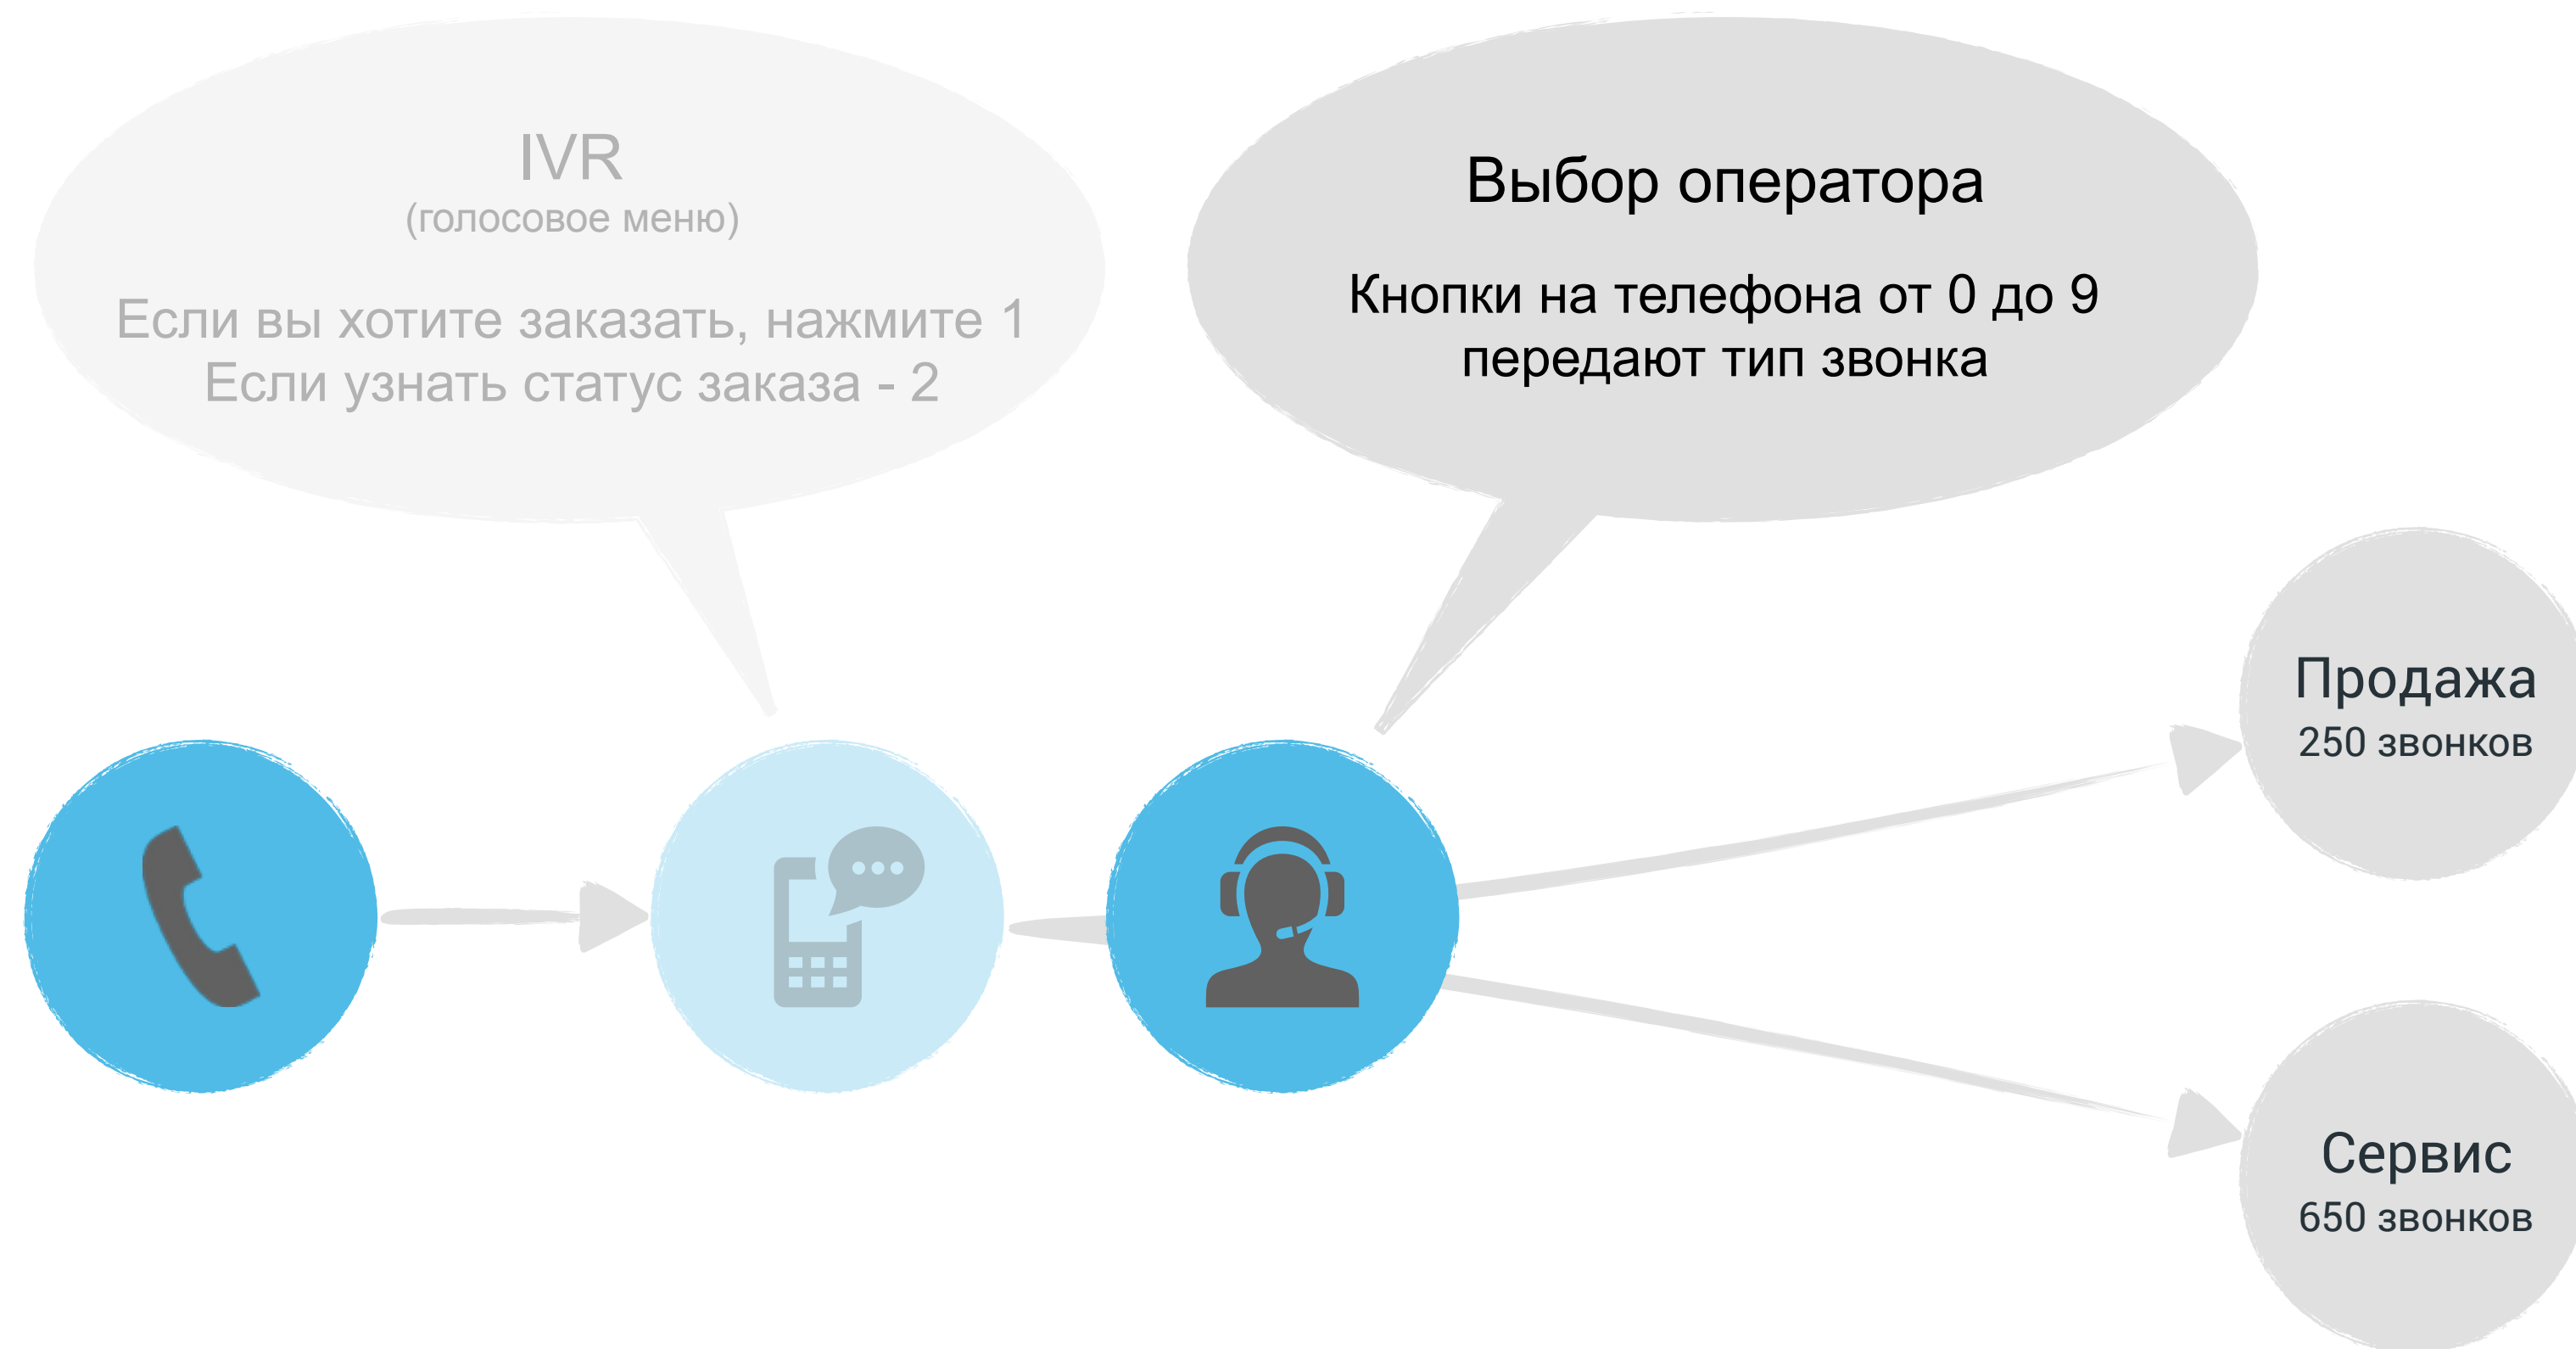 IVR
(голосовое меню)
Если вы хотите заказать, нажмите 1
Если узнать статус заказа - 2
Выбор оператора
Кнопки на телефона от 0 до 9
передают тип звонка
Продажа
250 звонков
Сервис
650 звонков